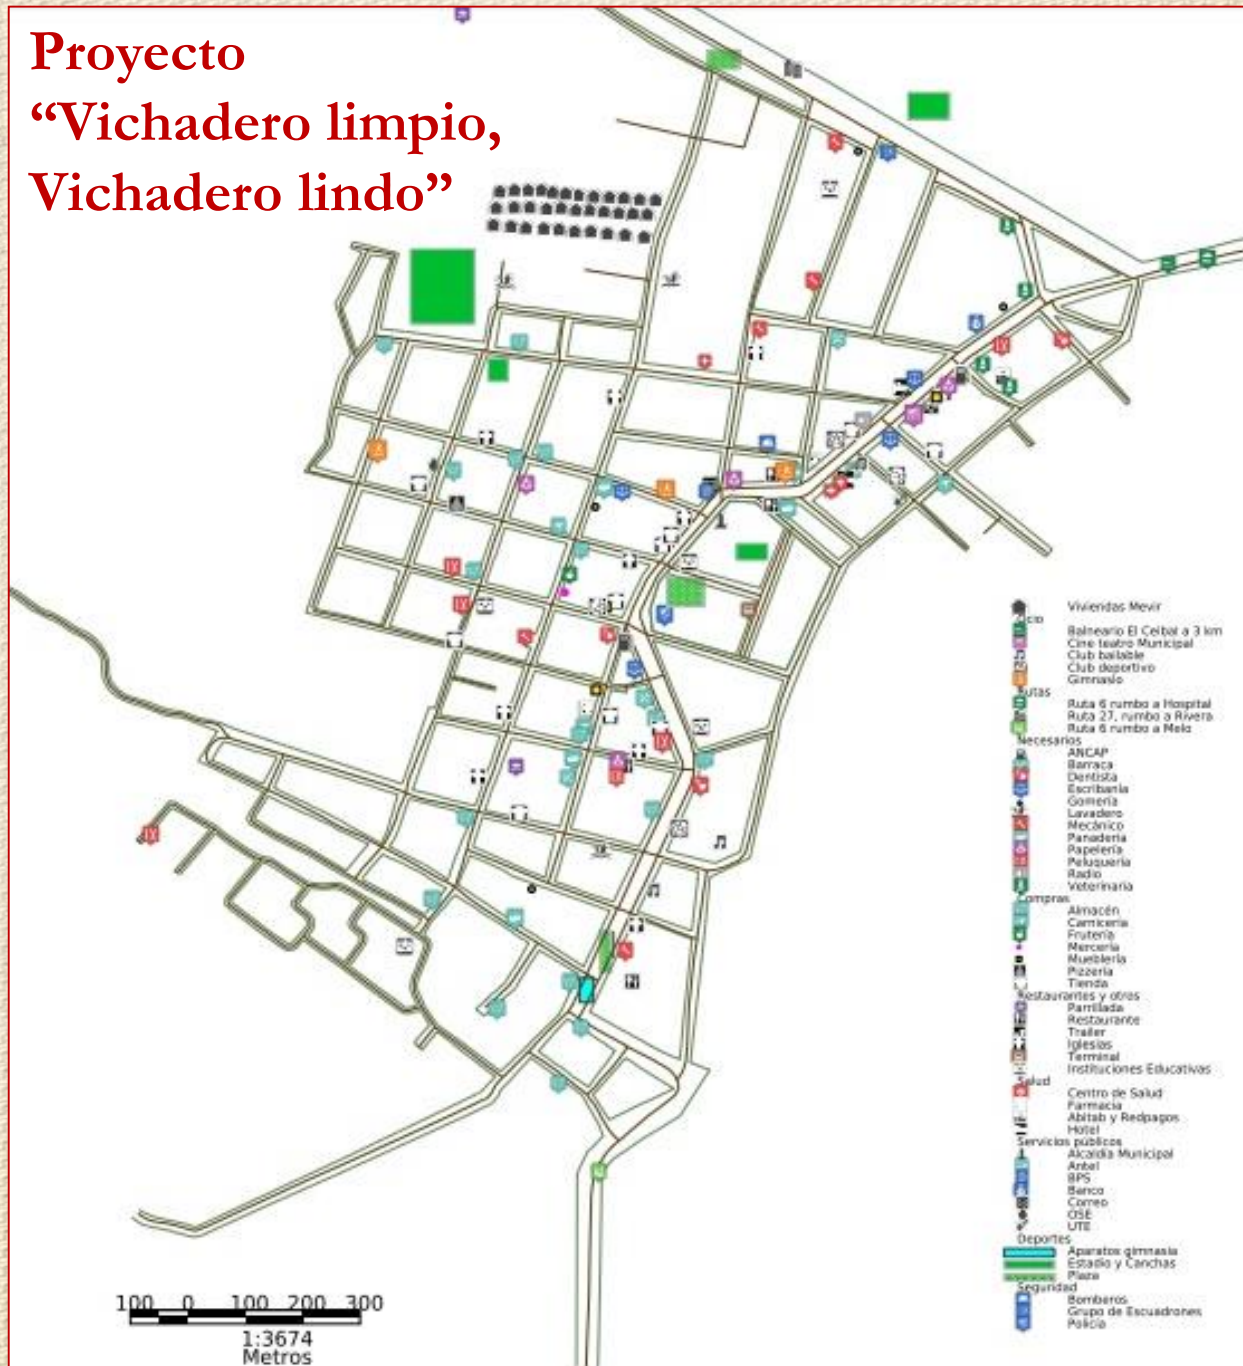 Proyecto
“Vichadero limpio,
Vichadero lindo”
Viviendas Mevir
Balneario El Ceibal a 3 km
Cine teatro Municipal
Club bailable
Club deportivo
Gimnasio
Ruta 6 rumbo a Hospital
Ruta 27, rumbo a Rivera
Ruta 6 rumbo a Melo
Necesarios
ANCAP
Barraca
Dentista
Escribanía
Gomería
Lavadero
Mecánico
Panadería
Papelería
Peluquería
Radio
Veterinaria
Compras
Almacén
Carnicería
Frutería
Mercería
Mueblería
Pizzería
Tienda
Restaurantes y otros
Parrillada
Restaurante
Trailer
Iglesias
Terminal
Instituciones Educativas
Salud
Centro de Salud
Farmacia
Abitab y Redpagos
Hotel
Servicios públicos
Alcaldía Municipal
Antel
BPS
Banco
Correo
OSE
UTE
Deportes
Aparatos gimnasia
Estadio y Canchas
Plaza
Seguridad
Bomberos
Grupo de Escuadrones
Policía
100 0 100 200 300
1:3674
Metros